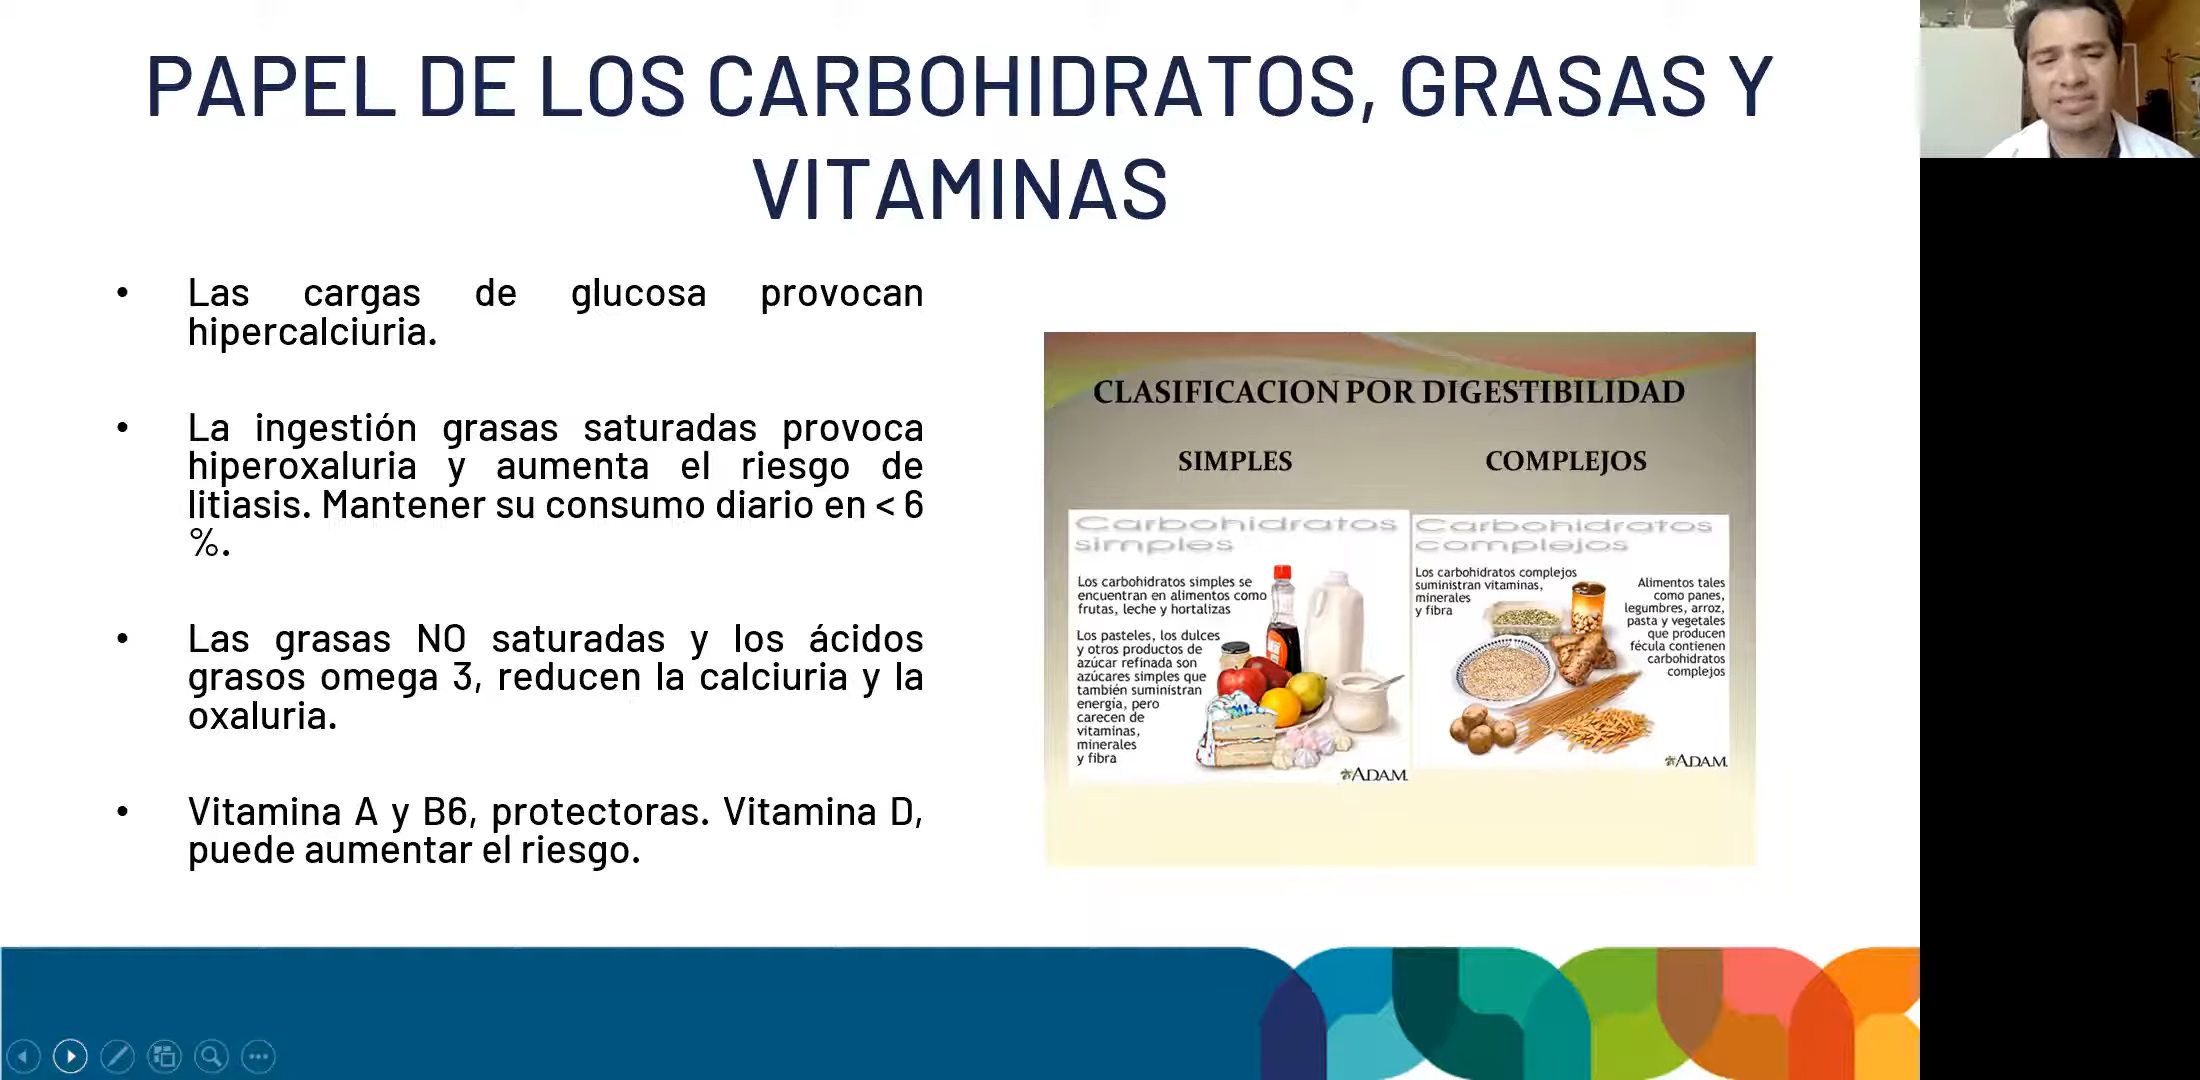 PAPEL DE LOS CARBOHIDRATOS, GRASAS Y
VITAMINAS
• Las cargas de glucosa provocan
hipercalciuria.
• La ingestión grasas saturadas provoca
hiperoxaluria y aumenta el riesgo de
litiasis. Mantener su consumo diario en < 6
%.
• Las grasas NO saturadas y los ácidos
grasos omega 3, reducen la calciuria y la
oxaluria.
• Vitamina A y B6, protectoras. Vitamina D,
puede aumentar el riesgo.
CLASIFICACION POR DIGESTIBILIDAD
SIMPLES
Carbohidratos
simples
Los carbohidratos simples se
encuentran en alimentos como
frutas, leche y hortalizas
Los pasteles, los dulces
y otros productos de
azúcar refinada son
azúcares simples que
también suministran
energía, pero
carecen de
vitaminas,
minerales
y fibra
ADAM
COMPLEJOS
Carbohidratos
complejos
Los carbohidratos complejos
suministran vitaminas,
minerales
y fibra
Alimentos tales
como panes,
legumbres, arroz,
pasta y vegetales
que producen
fécula contienen
carbohidratos
complejos
ADAM